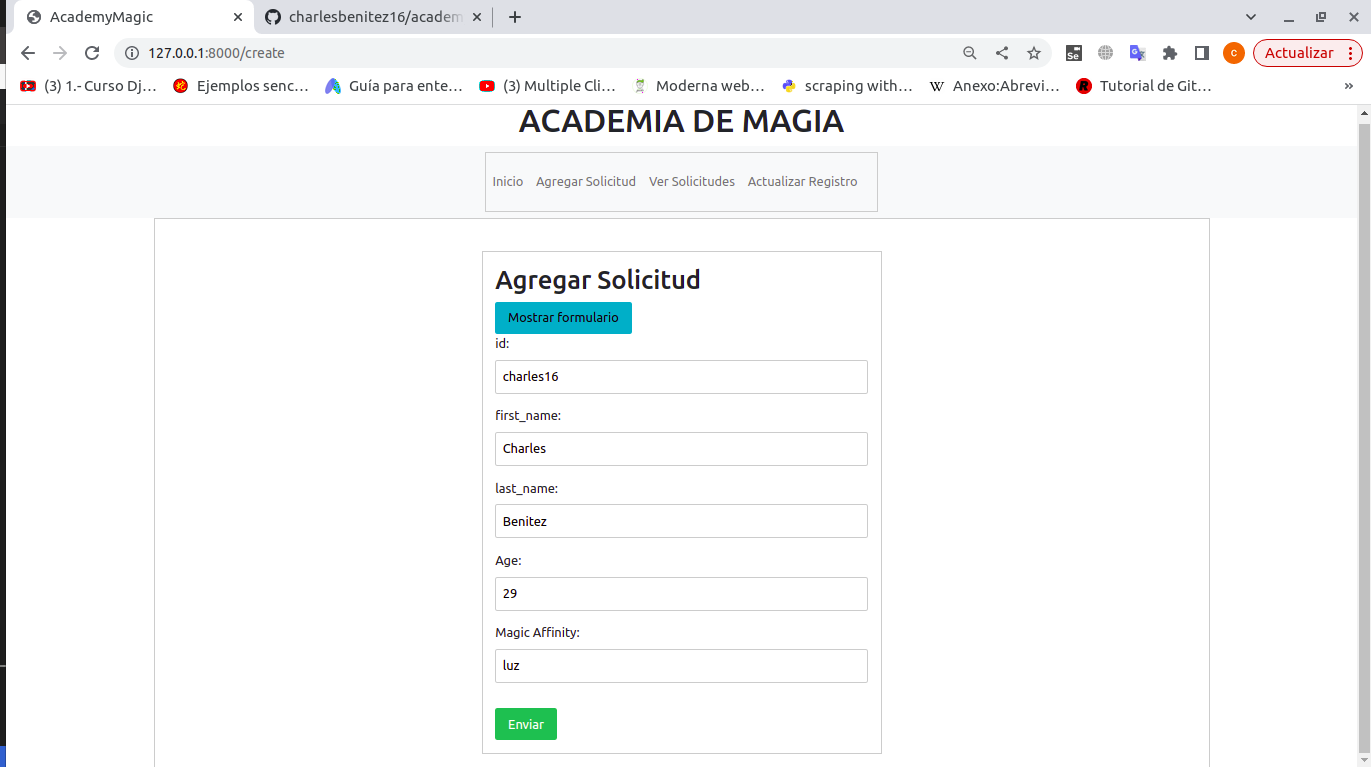 AcademyMagic
charlesbenitez16/academ
127.0.0.1:8000/create
Se
c
Actualizar
(3) 1.- Curso Dj...
Ejemplos senc...
Guía para ente...
(3) Multiple Cli...
Moderna web...
scraping with...
W Anexo:Abrevi...
R Tutorial de Git...
»
ACADEMIA DE MAGIA
Inicio Agregar Solicitud Ver Solicitudes Actualizar Registro
Agregar Solicitud
Mostrar formulario
id:
charles16
first_name:
Charles
last_name:
Benitez
Age:
29
Magic Affinity:
luz
Enviar